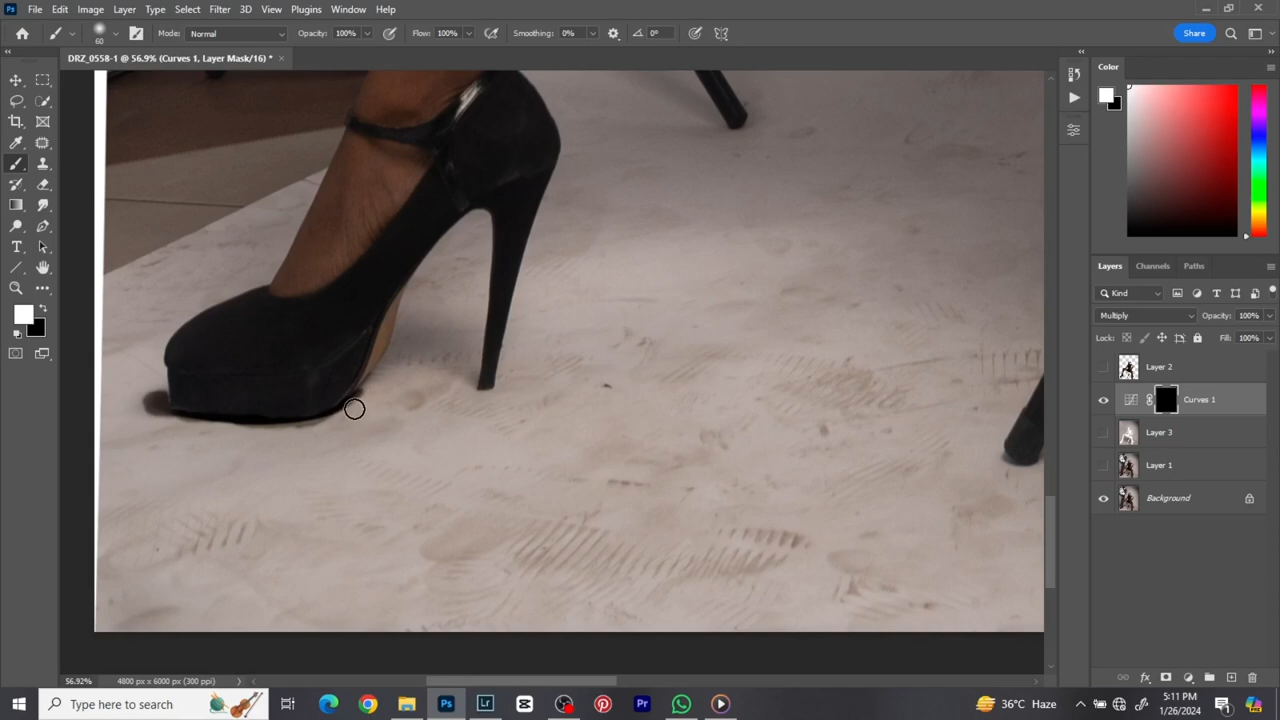 File Edit Image Layer Type Select Filter 3D View Plugins Window Help
60 Mode: Normal Opacity: 100% Flow: 100% Smoothing: 0% 0° Share
DRZ_0558-1 @ 56.9% (Curves 1, Layer Mask/16) * ×
Color
Layers Channels Paths
Kind
Multiply Opacity: 100%
Lock: Fill: 100%
Layer 2
Curves 1
Layer 3
Layer 1
Background
56.92% 4800 px x 6000 px (300 ppi)
Type here to search
36°C Haze
5:11 PM
1/26/2024